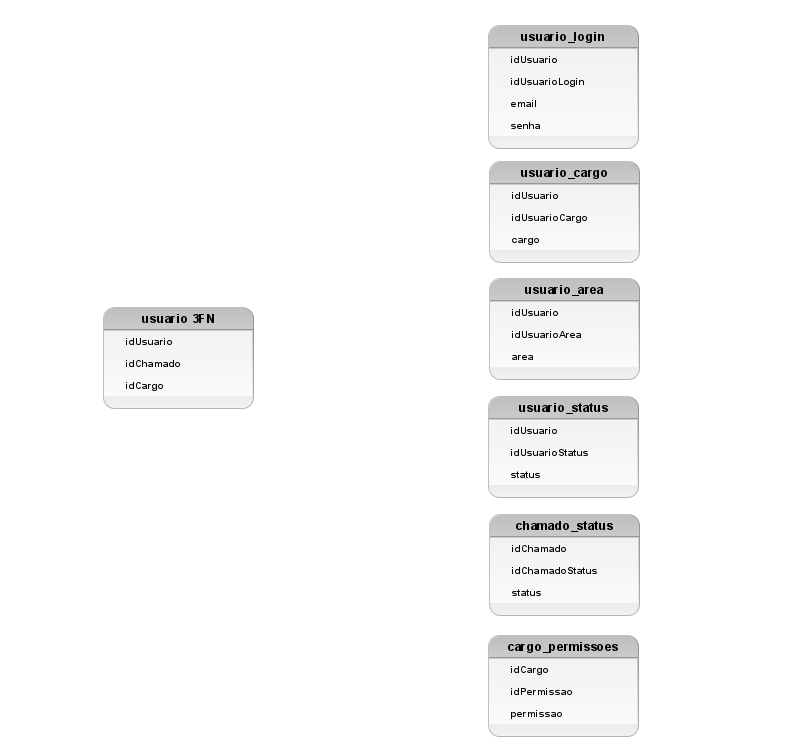 usuario_login
idUsuario
idUsuarioLogin
email
senha
usuario_cargo
idUsuario
idUsuarioCargo
cargo
usuario_area
idUsuario
idUsuarioArea
area
usuario 3FN
idUsuario
idChamado
idCargo
usuario_status
idUsuario
idUsuarioStatus
status
chamado_status
idChamado
idChamadoStatus
status
cargo_permissoes
idCargo
idPermissao
permissao